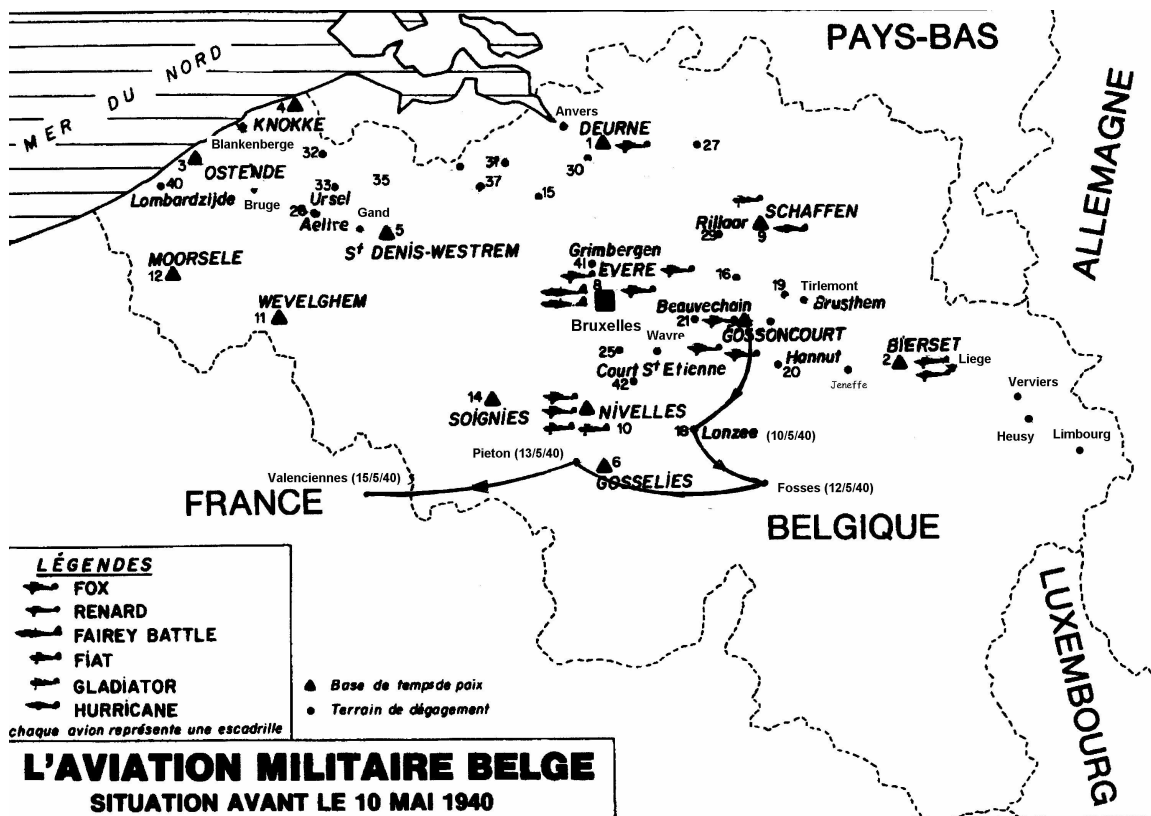 PAYS-BAS
MER DU NORD
ALLEMAGNE
4
KNOKKE
Anvers
DEURNE
1
27
Blankenberge
32
3
OSTENDE
31
30
40
Lombardzijde
Bruge
33
Ursel
35
37
15
28
Aeltre
Gand
5
St DENIS-WESTREM
SCHAFFEN
Rillaar
29
9
MOORSELE
12
Grimbergen
41
EVERE
8
16
19
Tirlemont
Brusthem
WEVELGHEM
11
Bruxelles
Beauvechain
21
GOSSONCOURT
Wavre
25
Court St Etienne
42
Hannut
20
BIERSET
2
Liege
Jeneffe
Verviers
Heusy
Limbourg
14
SOIGNIES
NIVELLES
10
18
Lonzee (10/5/40)
Pieton (13/5/40)
6
GOSSELIES
Valenciennes (15/5/40)
Fosses (12/5/40)
FRANCE
BELGIQUE
LUXEMBOURG
LÉGENDES
FOX
RENARD
FAIREY BATTLE
FIAT
GLADIATOR
HURRICANE
chaque avion représente une escadrille
Base de temps de paix
Terrain de dégagement
L'AVIATION MILITAIRE BELGE
SITUATION AVANT LE 10 MAI 1940